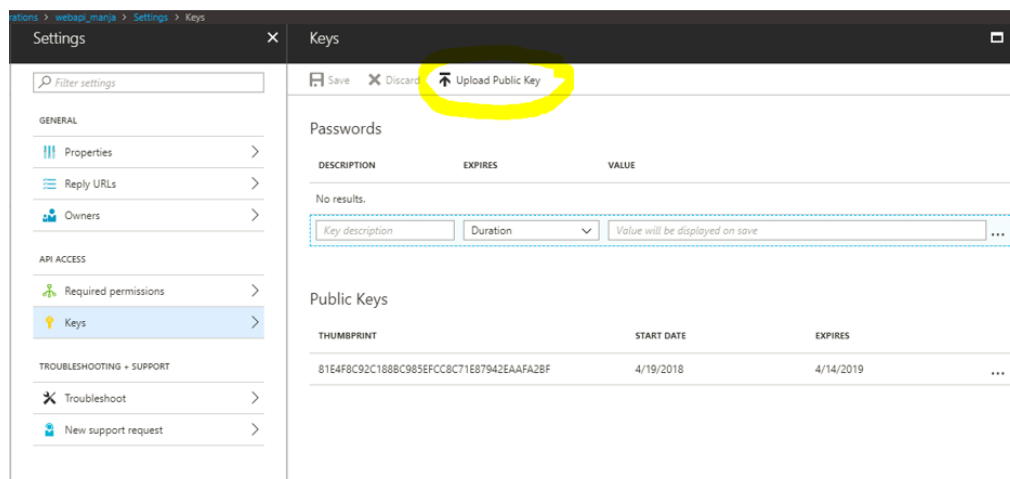 rations > webapi_manja > Settings > Keys
Settings
Filter settings
GENERAL
Properties
Reply URLs
Owners
API ACCESS
Required permissions
Keys
TROUBLESHOOTING + SUPPORT
Troubleshoot
New support request
Keys
Save Discard Upload Public Key
Passwords
DESCRIPTION EXPIRES VALUE
No results.
Key description Duration Value will be displayed on save
Public Keys
THUMBPRINT START DATE EXPIRES
81E4F8C92C188BC985EFCC8C71E87942EAAFA2BF 4/19/2018 4/14/2019